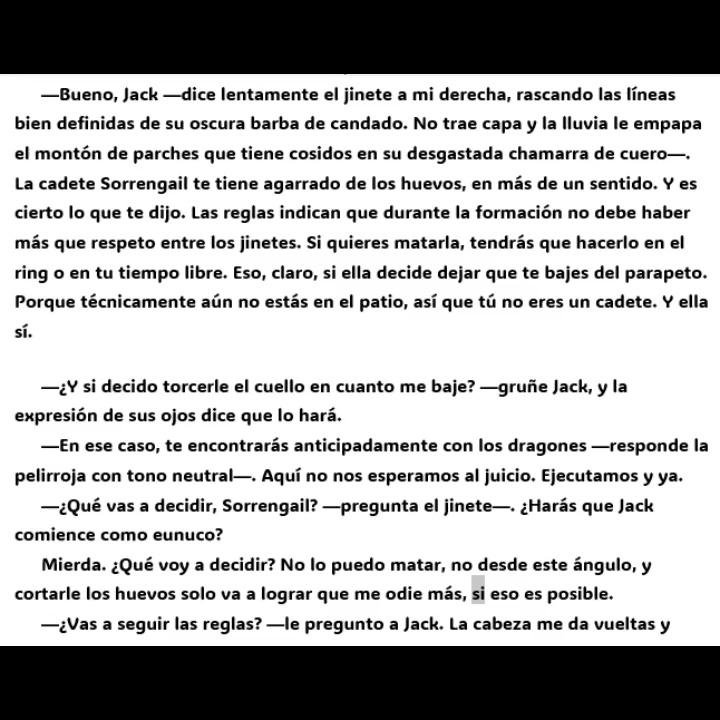 —Bueno, Jack —dice lentamente el jinete a mi derecha, rascando las líneas
bien definidas de su oscura barba de candado. No trae capa y la lluvia le empapa
el montón de parches que tiene cosidos en su desgastada chamarra de cuero—.
La cadete Sorrengail te tiene agarrado de los huevos, en más de un sentido. Y es
cierto lo que te dijo. Las reglas indican que durante la formación no debe haber
más que respeto entre los jinetes. Si quieres matarla, tendrás que hacerlo en el
ring o en tu tiempo libre. Eso, claro, si ella decide dejar que te bajes del parapeto.
Porque técnicamente aún no estás en el patio, así que tú no eres un cadete. Y ella
sí.
—¿Y si decido torcerle el cuello en cuanto me baje? —gruñe Jack, y la
expresión de sus ojos dice que lo hará.
—En ese caso, te encontrarás anticipadamente con los dragones —responde la
pelirroja con tono neutral—. Aquí no nos esperamos al juicio. Ejecutamos y ya.
—¿Qué vas a decidir, Sorrengail? —pregunta el jinete—. ¿Harás que Jack
comience como eunuco?
Mierda. ¿Qué voy a decidir? No lo puedo matar, no desde este ángulo, y
cortarle los huevos solo va a lograr que me odie más, si eso es posible.
—¿Vas a seguir las reglas? —le pregunto a Jack. La cabeza me da vueltas y